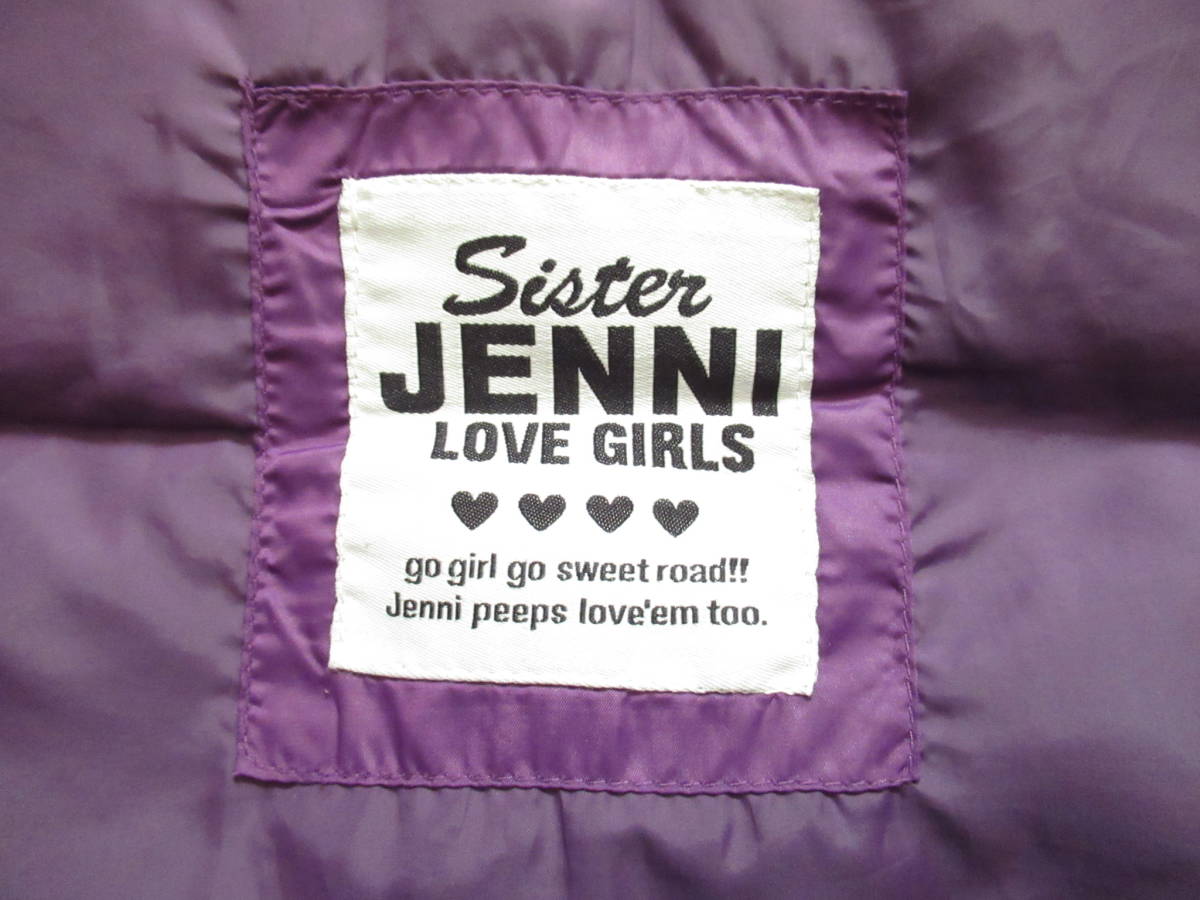 Sister
JENNI
LOVE GIRLS
go girl go sweet road!!
Jenni peeps love'em too.